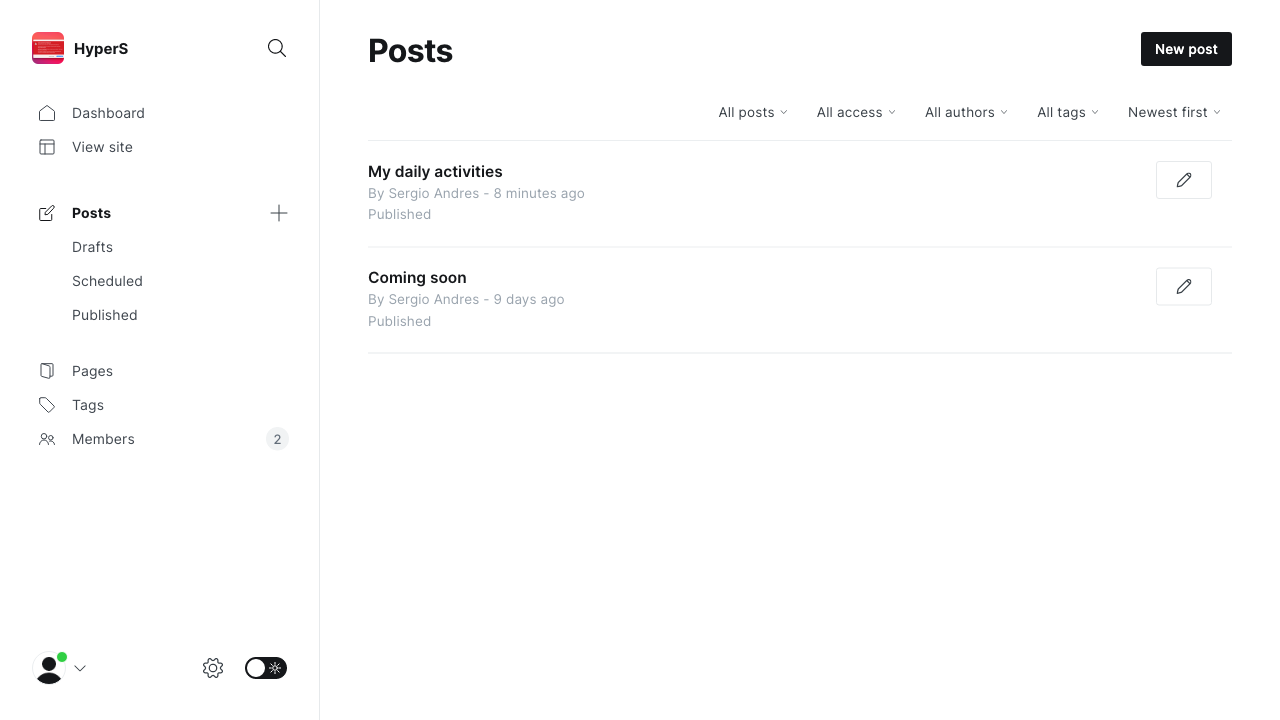 HyperS
Dashboard
View site
Posts
Drafts
Scheduled
Published
Pages
Tags
Members 2
Posts
New post
All posts All access All authors All tags Newest first
My daily activities
By Sergio Andres - 8 minutes ago
Published
Coming soon
By Sergio Andres - 9 days ago
Published